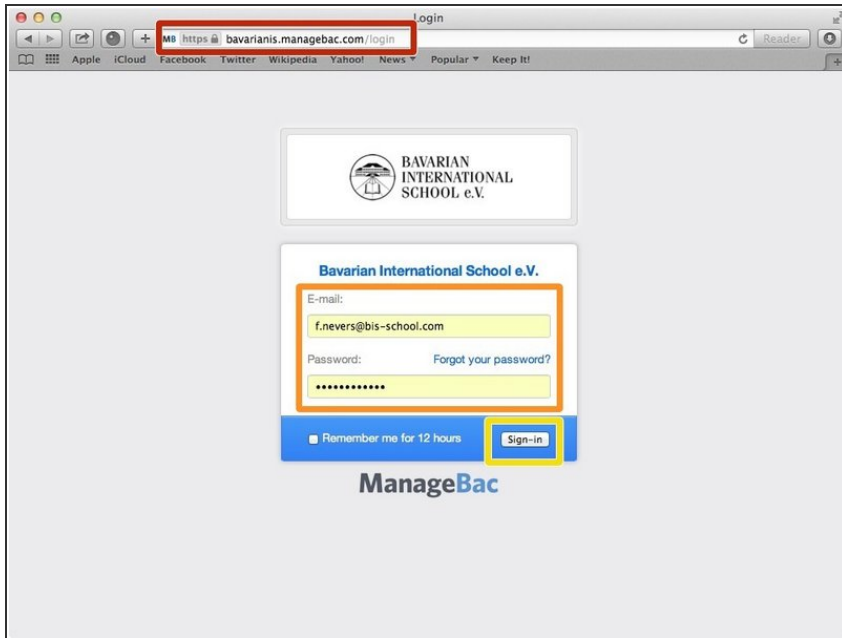 Login
MB https bavarianis.managebac.com/login Reader
Apple iCloud Facebook Twitter Wikipedia Yahoo! News Popular Keep It!
BAVARIAN
INTERNATIONAL
SCHOOL e.V.
Bavarian International School e.V.
E-mail:
f.nevers@bis-school.com
Password: Forgot your password?
••••••••••••
Remember me for 12 hours Sign-in
ManageBac